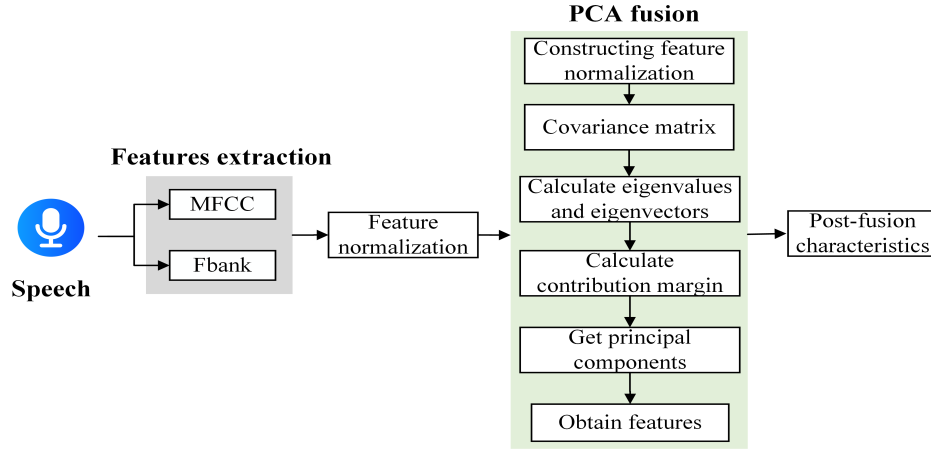 Speech
Features extraction
MFCC
Fbank
Feature
normalization
PCA fusion
Constructing feature
normalization
Covariance matrix
Calculate eigenvalues
and eigenvectors
Calculate
contribution margin
Get principal
components
Obtain features
Post-fusion
characteristics